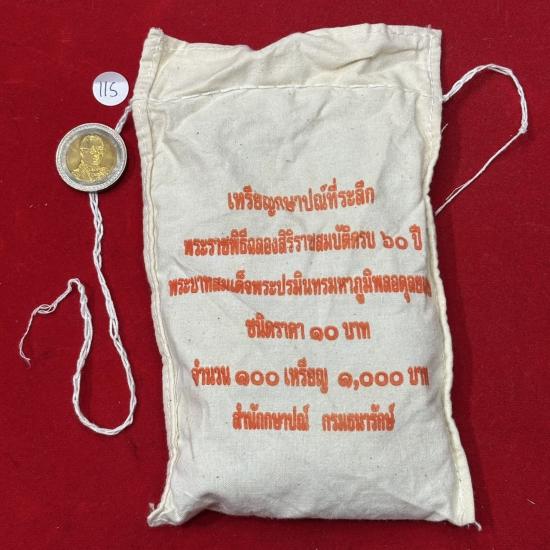 115
เหรียญกษาปณ์ที่ระลึก
พระราชพิธีฉลองสิริราชสมบัติครบ ๖๐ ปี
พระบาทสมเด็จพระปรมินทรมหาภูมิพลอดุลยเดช
ชนิดราคา ๑๐ บาท
จำนวน ๑๐๐ เหรียญ ๑,๐๐๐ บาท
สำนักกษาปณ์ กรมธนารักษ์